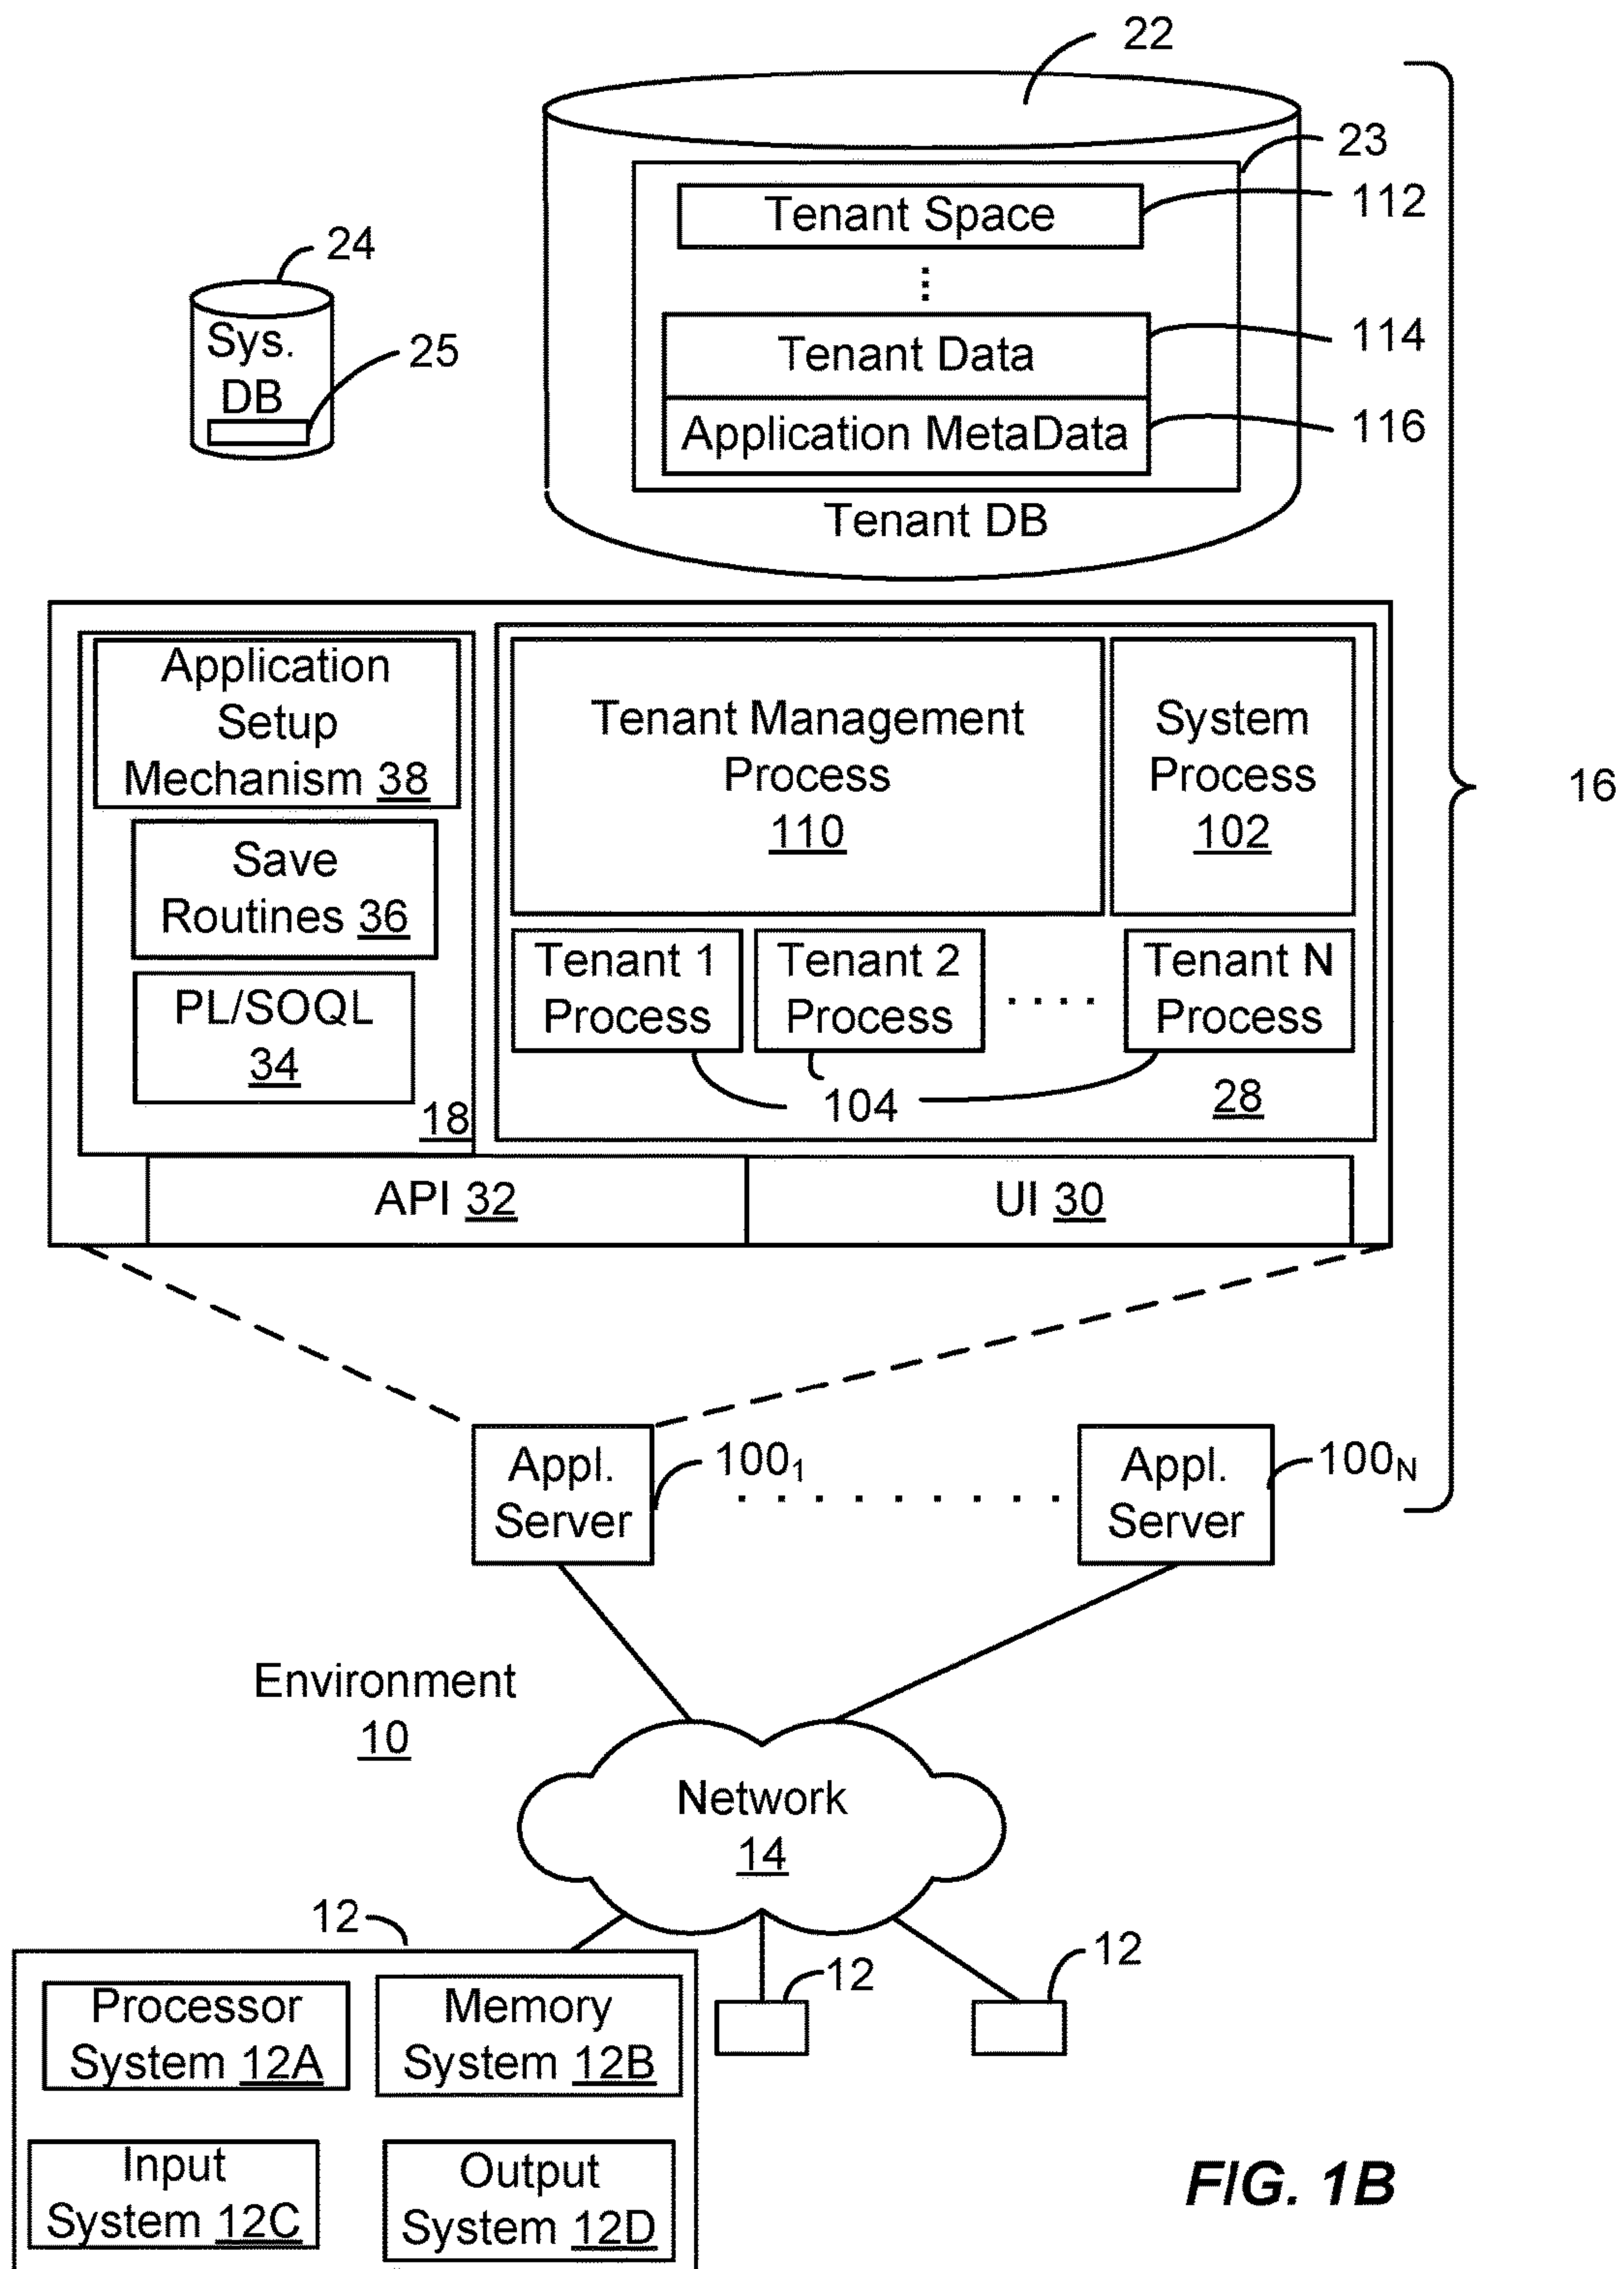 22
23
Tenant Space
112
24
Sys.
DB
25
Tenant Data
114
Application MetaData
116
Tenant DB
16
Application
Setup
Mechanism 38
Save
Routines 36
PL/SOQL
34
18
Tenant Management
Process
110
System
Process
102
Tenant 1
Process
Tenant 2
Process
Tenant N
Process
104
28
API 32
UI 30
Appl.
Server
100₁
Appl.
Server
100N
Environment
10
Network
14
12
Processor
System 12A
Memory
System 12B
Input
System 12C
Output
System 12D
12
12
FIG. 1B